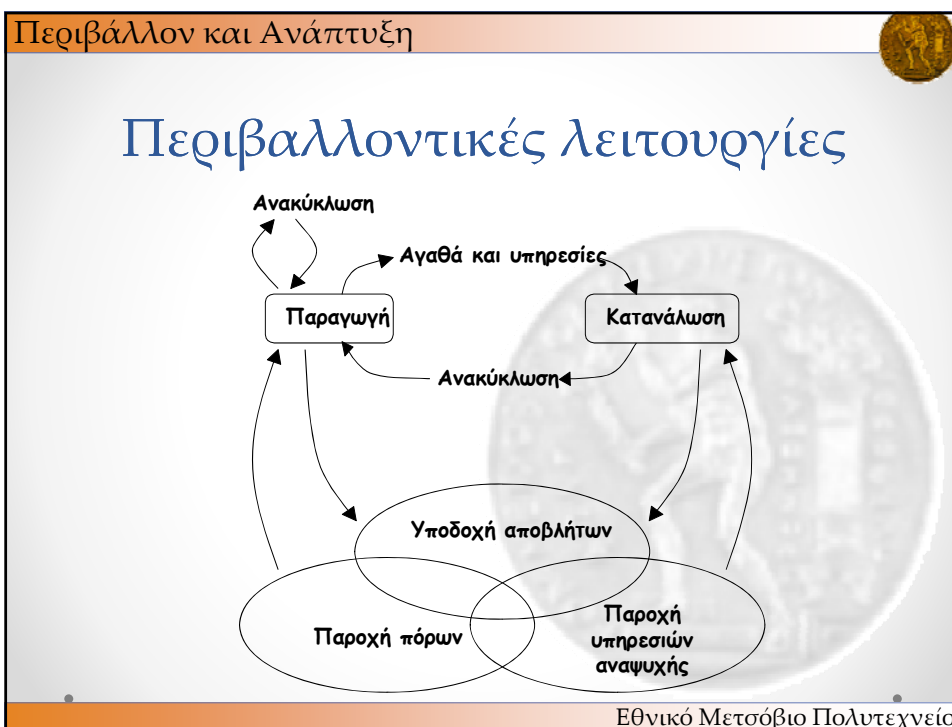 Περιβάλλον και Ανάπτυξη
Περιβαλλοντικές λειτουργίες
Ανακύκλωση
Αγαθά και υπηρεσίες
Παραγωγή
Κατανάλωση
Ανακύκλωση
Υποδοχή αποβλήτων
Παροχή πόρων
Παροχή
υπηρεσιών
αναψυχής
Εθνικό Μετσόβιο Πολυτεχνείο